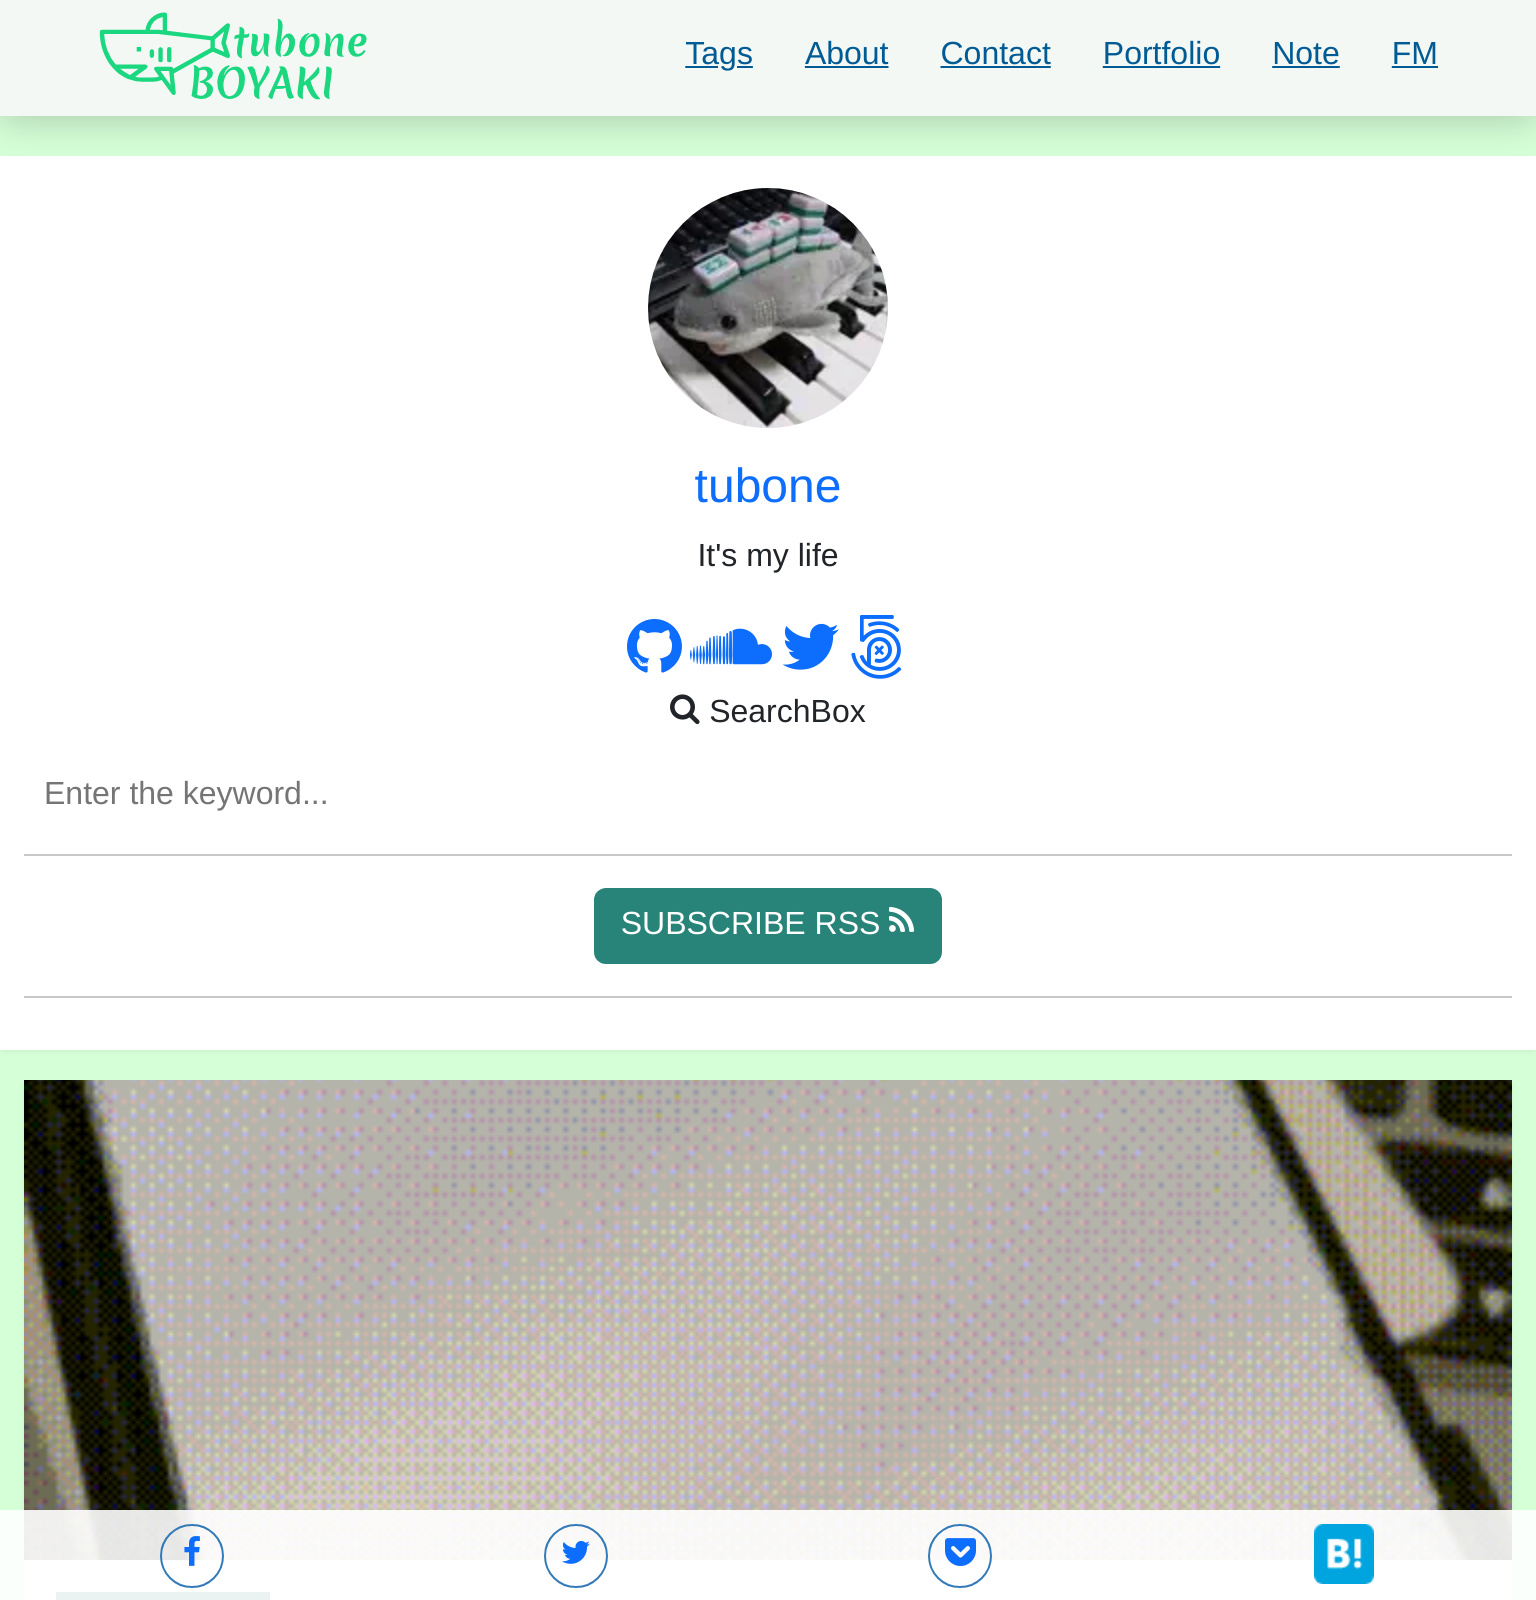 tubone
BOYAKI
Tags About Contact Portfolio Note FM
tubone
It's my life
SearchBox
Enter the keyword...
SUBSCRIBE RSS
B!